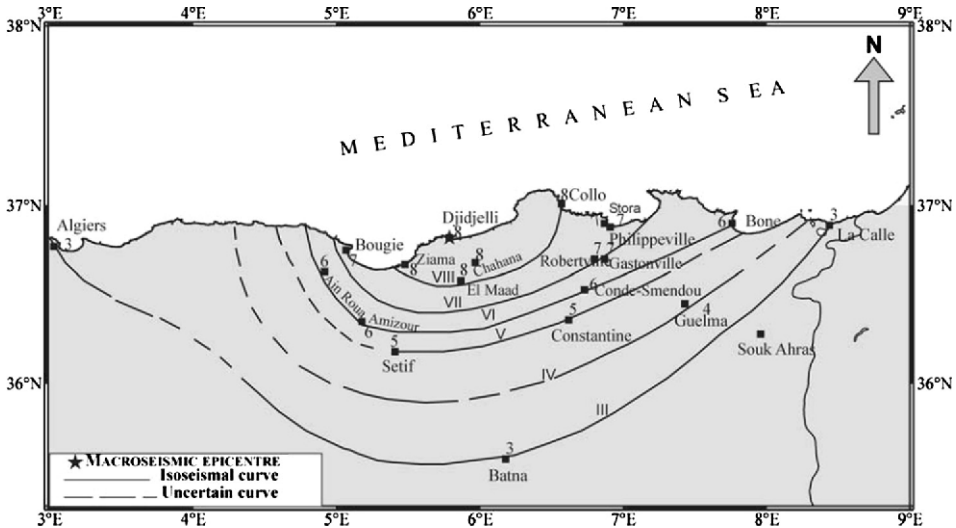 3°E 4°E 5°E 6°E 7°E 8°E 9°E
38°N 38°N
N
MEDITERRANEAN SEA
37°N 37°N
8 Collo
Algiers
3
Djidjelli
8
Stora
7
Philippeville
6 Bone
3
La Calle
Bougie
7
Ziama
8
8
Chahana
VIII 8
El Maad
7
Robertville
Gastonville
6
Ain Roua
VII
6
Conde-Smendou
VI
Amizour
6
5
V
Constantine
4
Guelma
5
Setif
Souk Ahras
36°N 36°N
IV
III
3
Batna
MACROSEISMIC EPICENTRE
Isoseismal curve
Uncertain curve
3°E 4°E 5°E 6°E 7°E 8°E 9°E